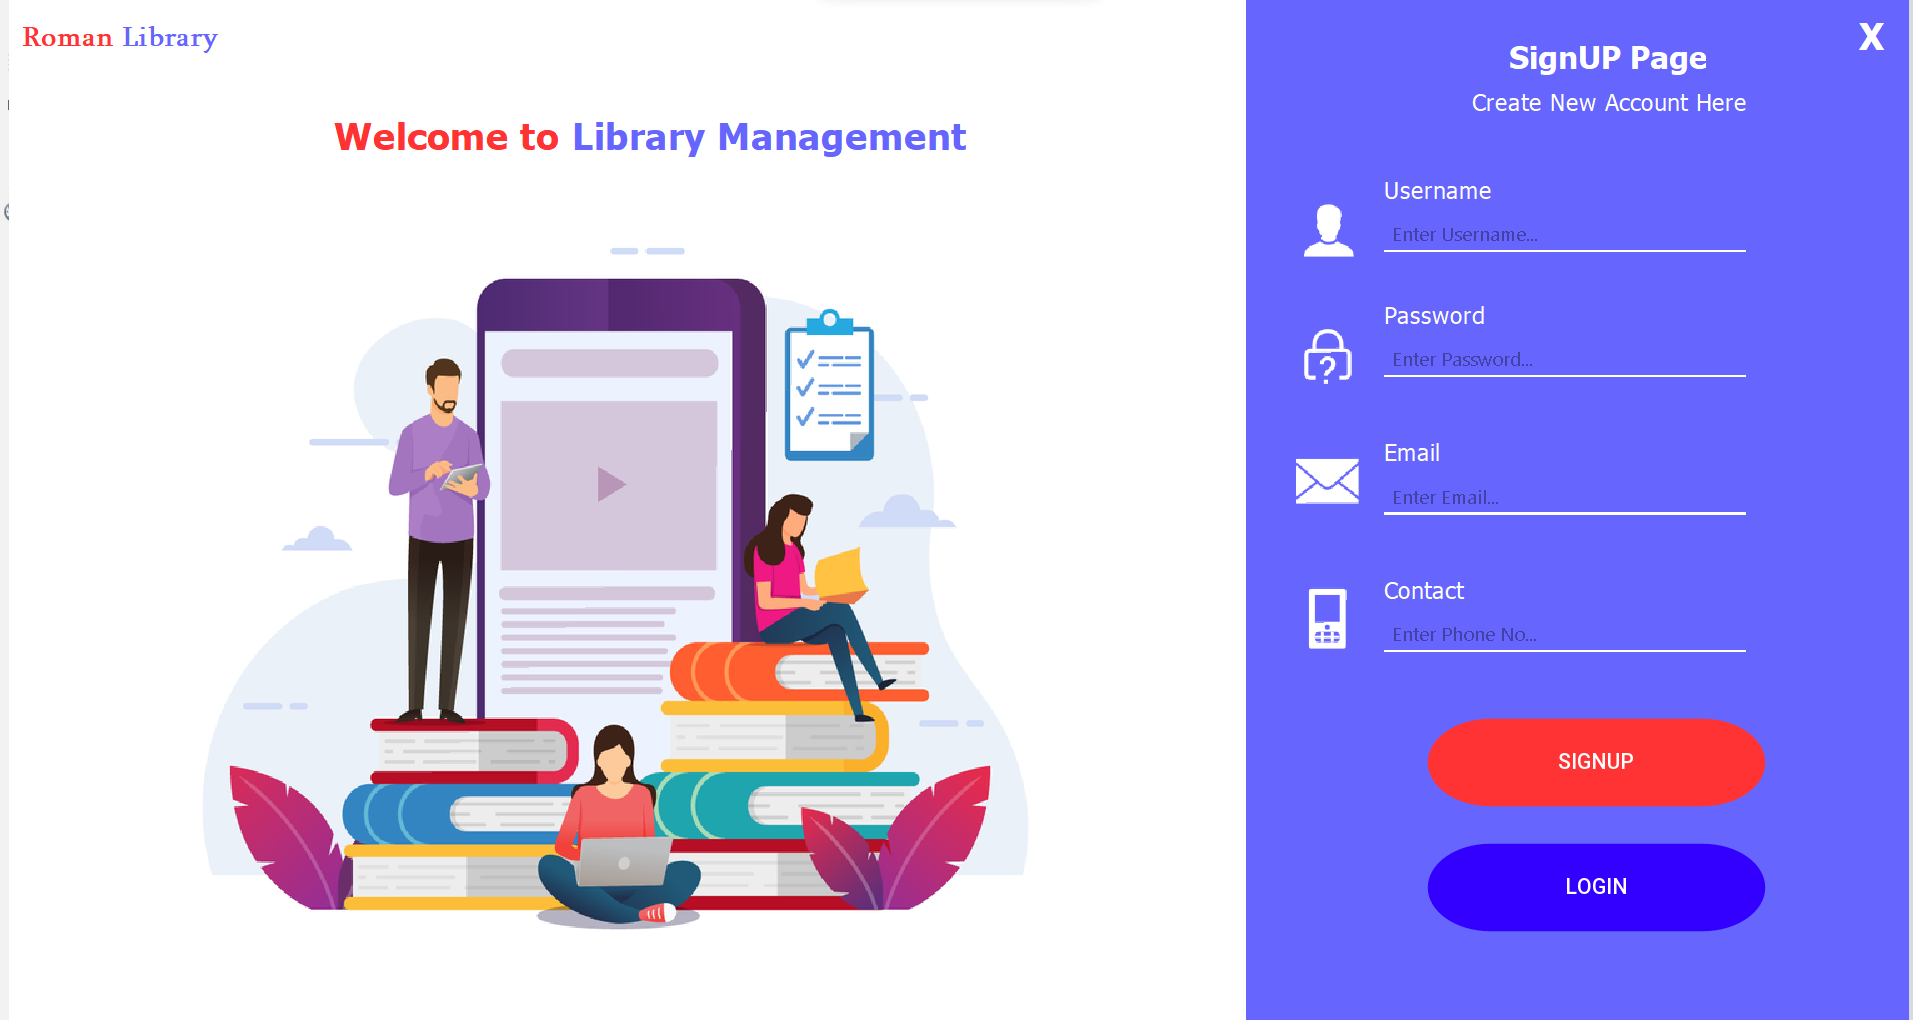 Roman Library
Welcome to Library Management
X
SignUP Page
Create New Account Here
Username
Enter Username...
Password
Enter Password...
?
Email
Enter Email...
Contact
Enter Phone No...
SIGNUP
LOGIN